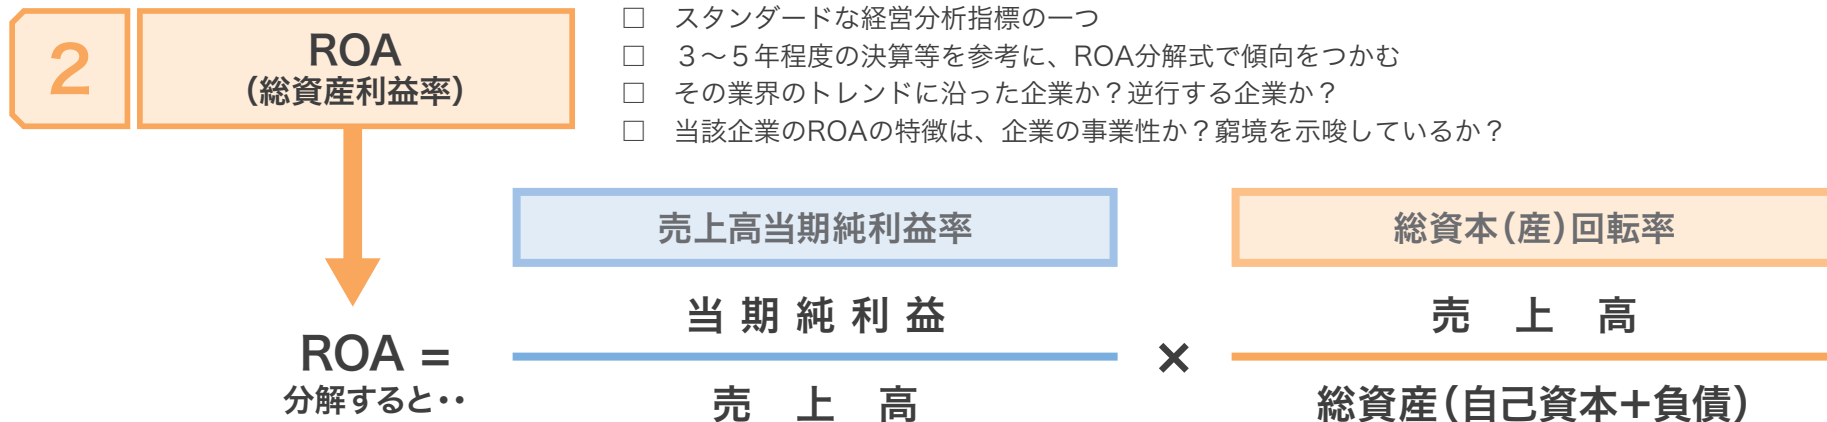 2
ROA
(総資産利益率)
□ スタンダードな経営分析指標の一つ
□ 3〜5年程度の決算等を参考に、ROA分解式で傾向をつかむ
□ その業界のトレンドに沿った企業か？逆行する企業か？
□ 当該企業のROAの特徴は、企業の事業性か？窮境を示唆しているか？
売上高当期純利益率
総資本(産)回転率
ROA =
分解すると・・
当期純利益
売上高
×
売上高
総資産(自己資本+負債)